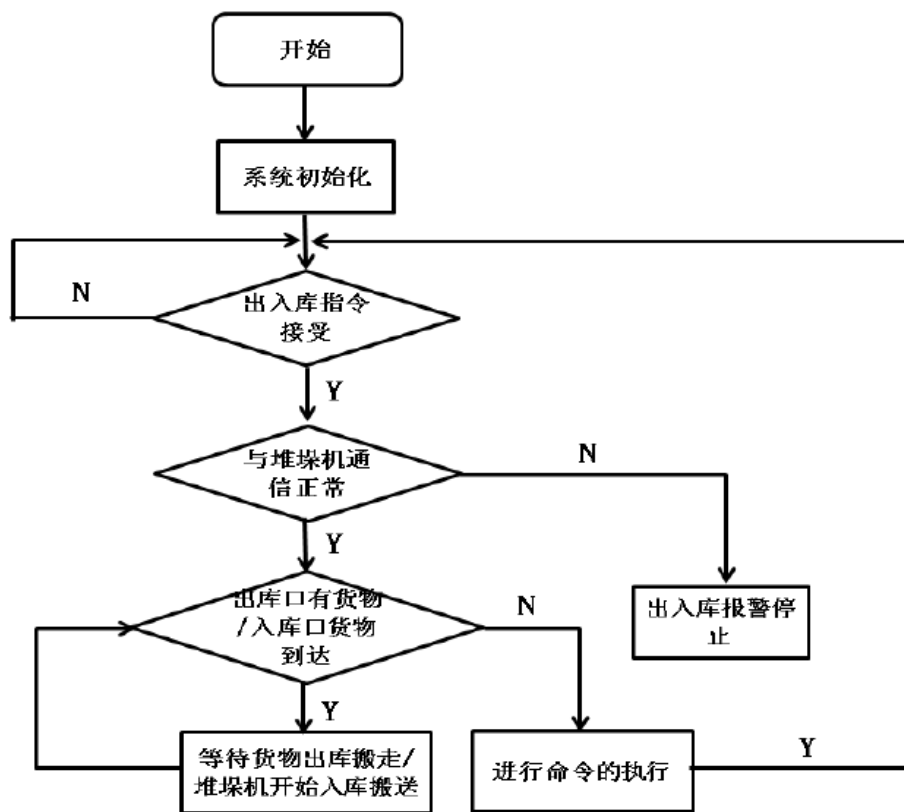 开始
系统初始化
N
出入库指令
接受
Y
与堆垛机通
信正常
N
Y
出库口有货物
/入库口货物
到达
N
出入库报警停
止
Y
等待货物出库搬走/
堆垛机开始入库搬送
进行命令的执行
Y